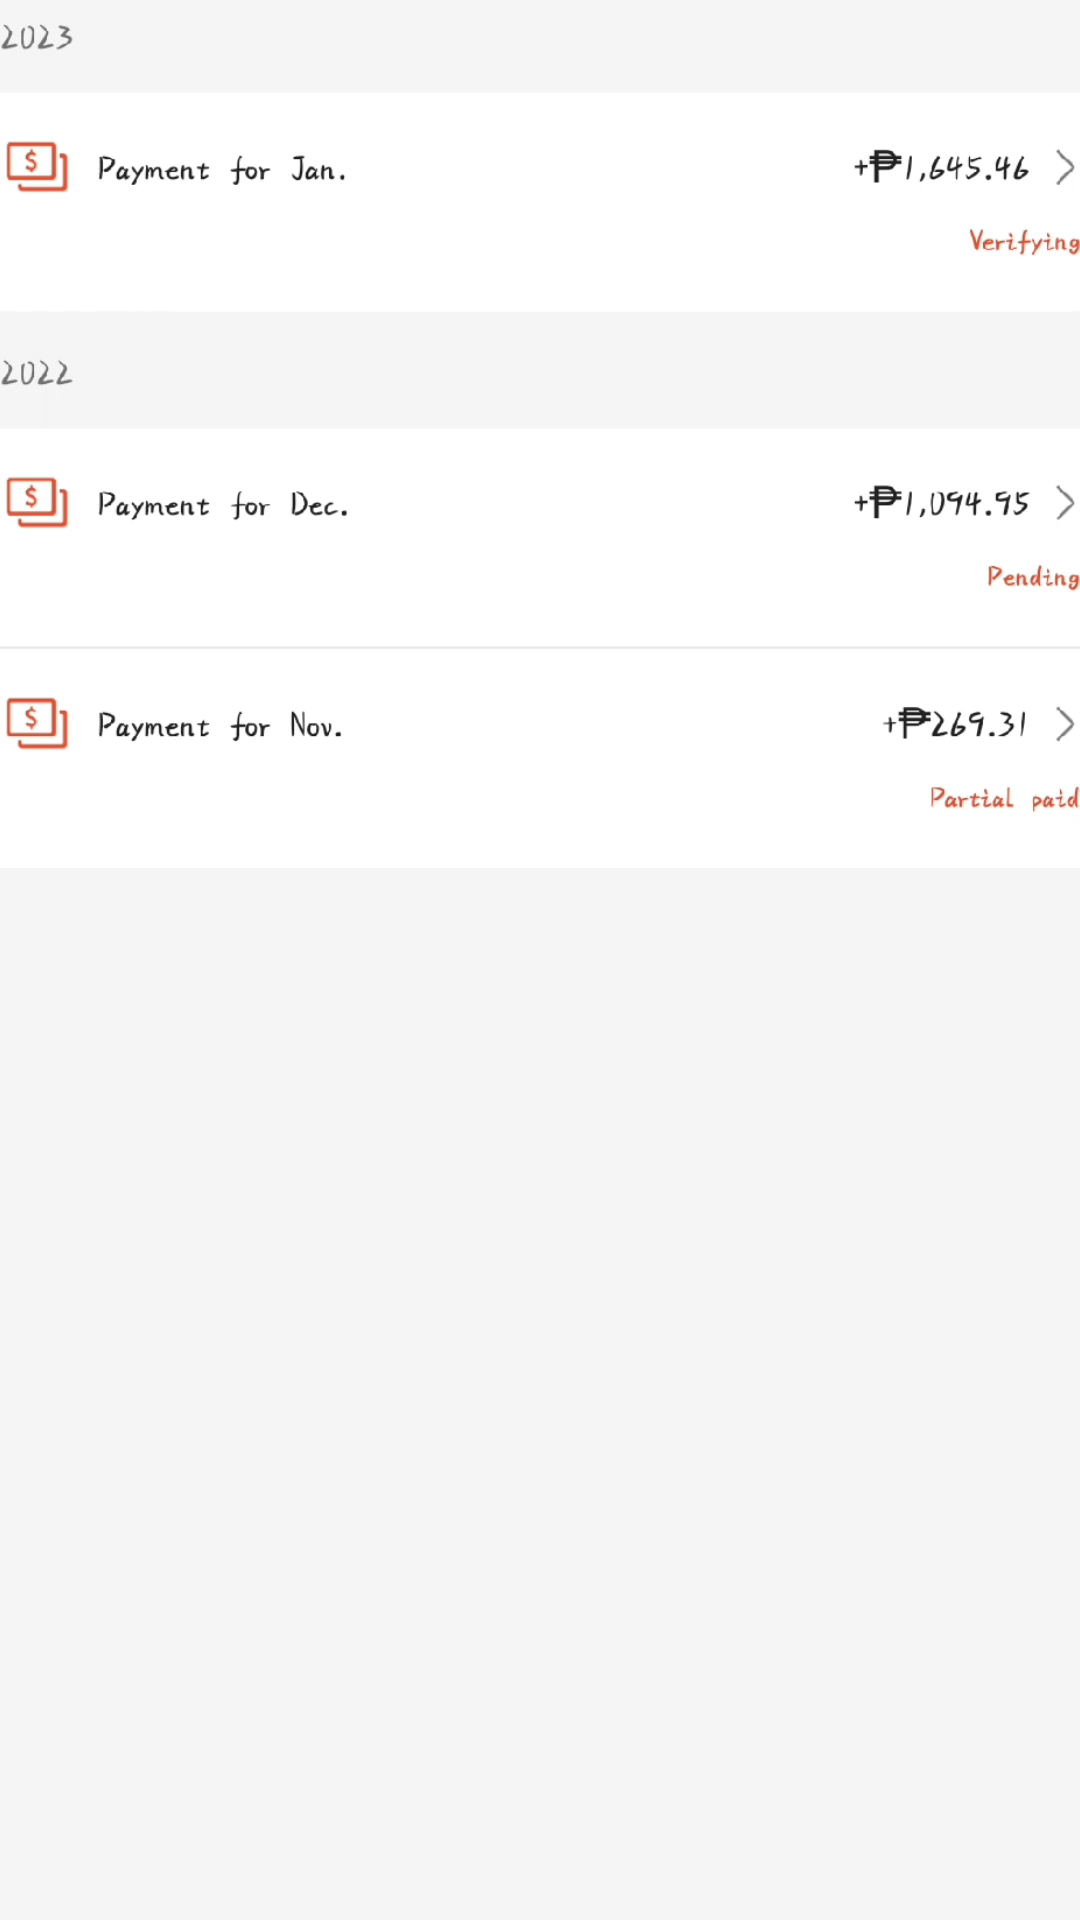 2023
$ Payment for Jan. +₱1,645.46 >
Verifying
2022
$ Payment for Dec. +₱1,094.95 >
Pending
$ Payment for Nov. +₱269.31 >
Partial paid